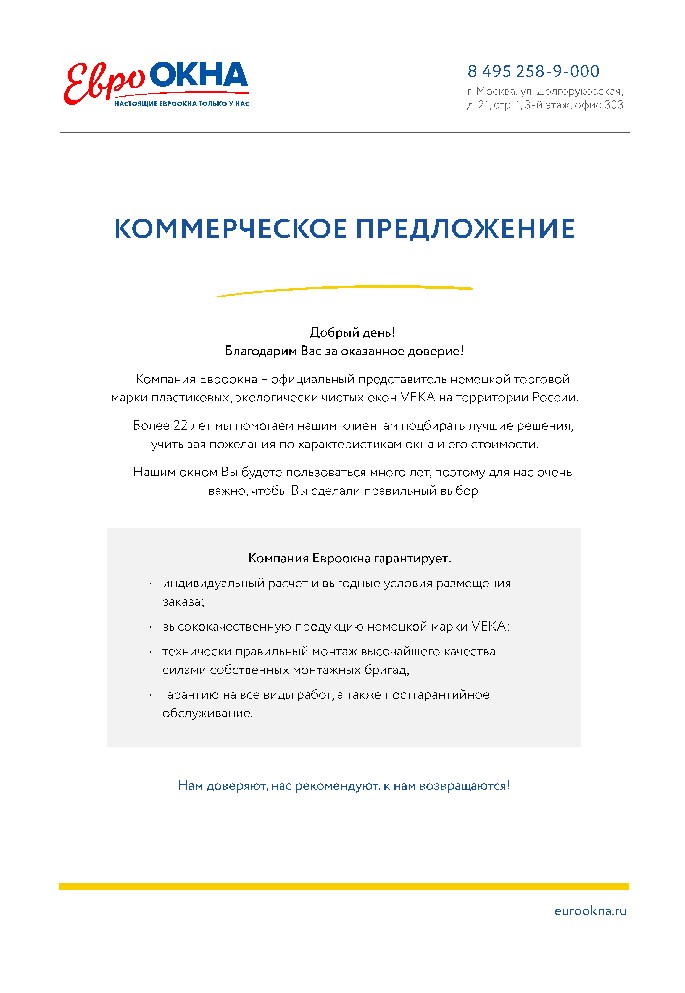 Евро ОКНА
НАСТОЯЩИЕ ЕВРООКНА ТОЛЬКО У НАС
8 495 258-9-000
г. Москва, ул. Долгоруковская,
д. 21, стр. 1, 3-й этаж, офис 303
КОММЕРЧЕСКОЕ ПРЕДЛОЖЕНИЕ
Добрый день!
Благодарим Вас за оказанное доверие!
Компания Евроокна – официальный представитель немецкой торговой
марки пластиковых, экологически чистых окон VEKA на территории России.
Более 22 лет мы помогаем нашим клиентам подбирать лучшие решения,
учитывая пожелания по характеристикам окна и его стоимости.
Нашим окном Вы будете пользоваться много лет, поэтому для нас очень
важно, чтобы Вы сделали правильный выбор.
Компания Евроокна гарантирует:
· индивидуальный расчет и выгодные условия размещения
заказа;
· высококачественную продукцию немецкой марки VEKA;
· технически правильный монтаж высочайшего качества
силами собственных монтажных бригад;
· гарантию на все виды работ, а также постгарантийное
обслуживание.
Нам доверяют, нас рекомендуют, к нам возвращаются!
eurookna.ru